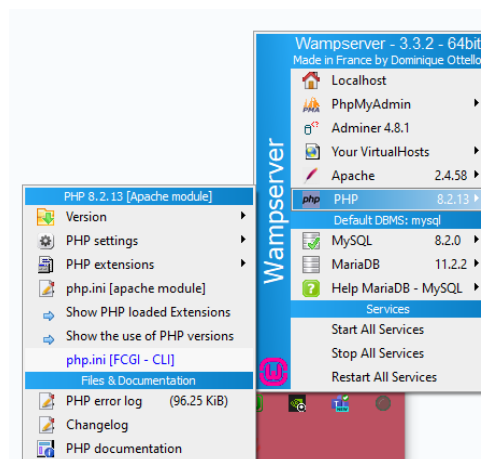 Wampserver - 3.3.2 - 64bit
Made in France by Dominique Ottello
Localhost
PhpMyAdmin
Adminer 4.8.1
Your VirtualHosts
Apache 2.4.58
php PHP 8.2.13
Default DBMS: mysql
MySQL 8.2.0
MariaDB 11.2.2
Help MariaDB - MySQL
Services
Start All Services
Stop All Services
Restart All Services
Wampserver
PHP 8.2.13 [Apache module]
Version
PHP settings
PHP extensions
php.ini [apache module]
Show PHP loaded Extensions
Show the use of PHP versions
php.ini [FCGI - CLI]
Files & Documentation
PHP error log (96.25 KiB)
Changelog
PHP documentation